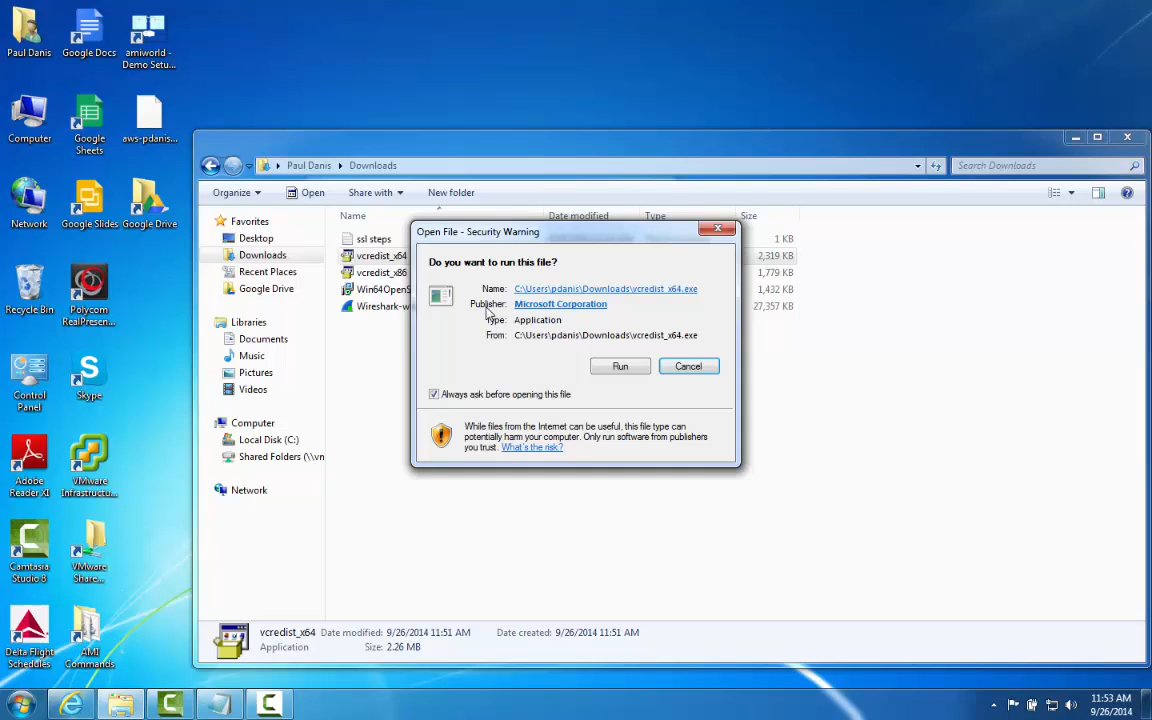 Paul Danis
Google Docs
amiworld -
Demo Setu...
Computer
Google
Sheets
aws-pdanis...
Network
Google Slides
Google Drive
Recycle Bin
Polycom
RealPresen...
Control
Panel
Skype
Adobe
Reader XI
VMware
Infrastructu...
Camtasia
Studio 8
VMware
Share...
Delta Flight
Schedules
AMI
Commands
Paul Danis
Downloads
Search Downloads
Organize
Open
Share with
New folder
Favorites
Desktop
Downloads
Recent Places
Google Drive
Libraries
Documents
Music
Pictures
Videos
Computer
Local Disk (C:)
Shared Folders (\\vn
Network
Name
Date modified
Type
Size
ssl steps
1 KB
vcredist_x64
2,319 KB
vcredist_x86
1,779 KB
Win64OpenS
1,432 KB
Wireshark-w
27,357 KB
Open File - Security Warning
Do you want to run this file?
Name: C:\Users\pdanis\Downloads\vcredist_x64.exe
Publisher: Microsoft Corporation
Type: Application
From: C:\Users\pdanis\Downloads\vcredist_x64.exe
Run
Cancel
Always ask before opening this file
While files from the Internet can be useful, this file type can
potentially harm your computer. Only run software from publishers
you trust. What's the risk?
vcredist_x64 Date modified: 9/26/2014 11:51 AM Date created: 9/26/2014 11:51 AM
Application Size: 2.26 MB
11:53 AM
9/26/2014